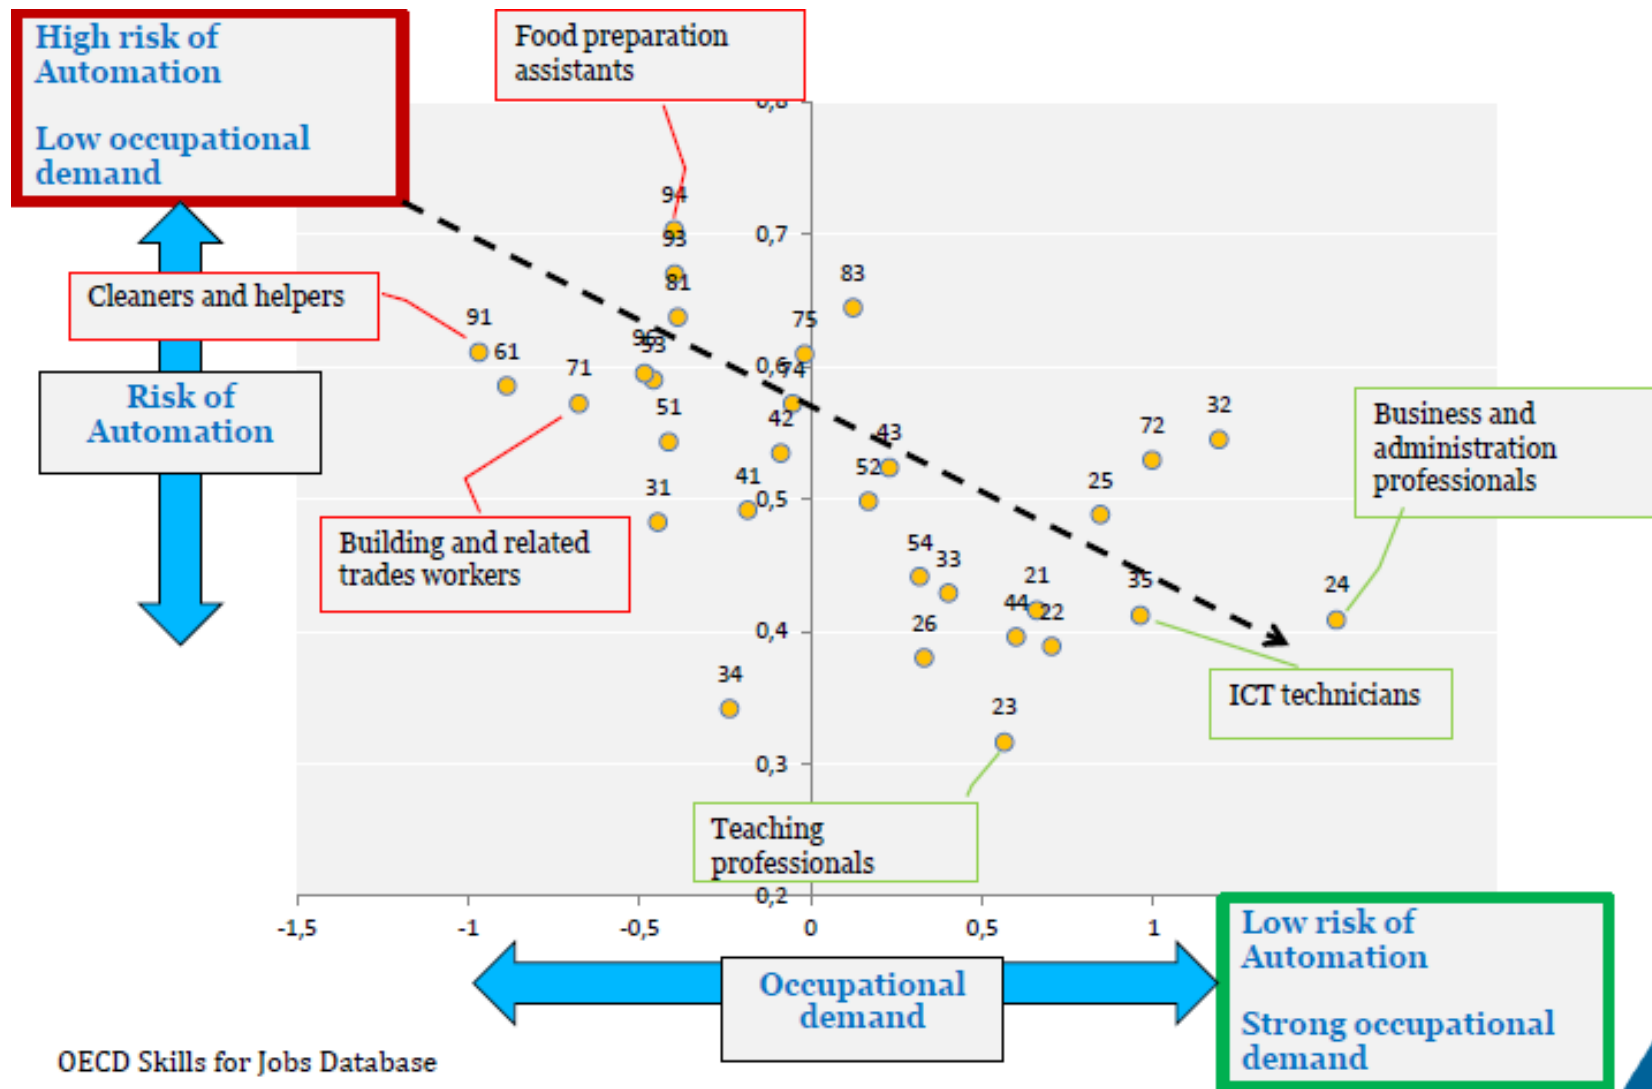 High risk of
Automation
Low occupational
demand
Food preparation
assistants
0,8
94
0,7
93
83
Cleaners and helpers
81
91
75
96
53
61
0,6
74
71
32
Risk of
Automation
51
42
72
Business and
administration
professionals
43
52
25
31
41
0,5
Building and related
trades workers
54
33
21
35
24
44
22
26
0,4
34
ICT technicians
23
0,3
Teaching
professionals
0,2
-1,5
-1
-0,5
0
0,5
1
Low risk of
Automation
Strong occupational
demand
Occupational
demand
OECD Skills for Jobs Database